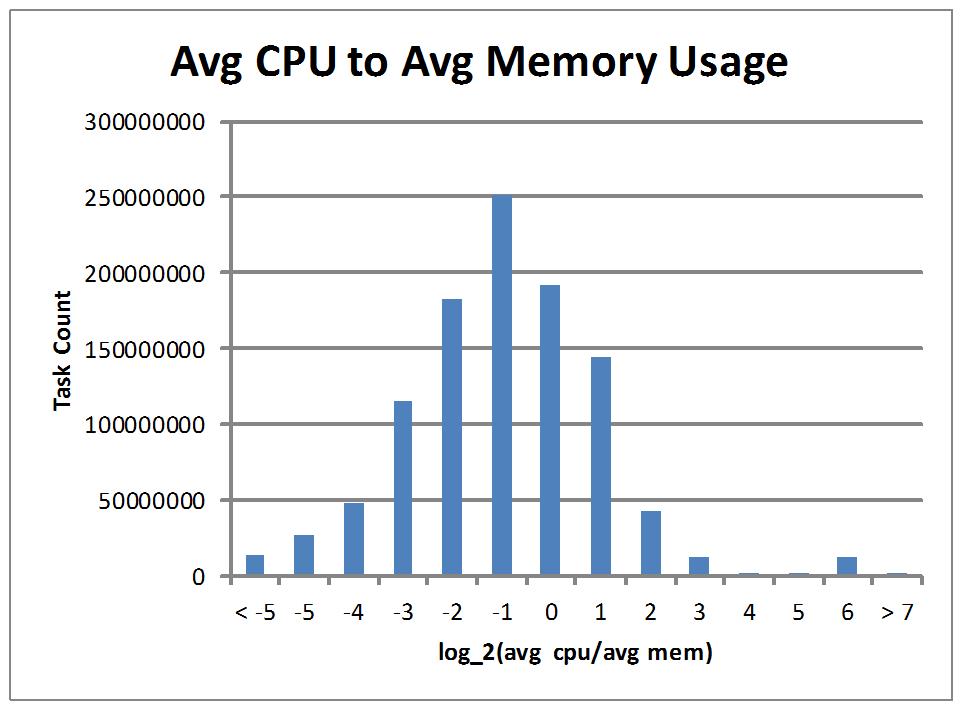 Avg CPU to Avg Memory Usage
300000000
250000000
200000000
150000000
100000000
50000000
0
Task Count
< -5 -5 -4 -3 -2 -1 0 1 2 3 4 5 6 > 7
log_2(avg cpu/avg mem)